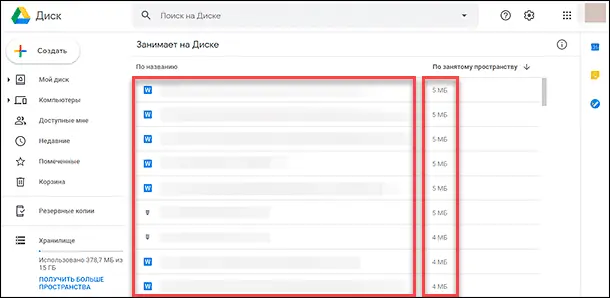 Диск
Поиск на Диске
Создать
Мой диск
Компьютеры
Доступные мне
Недавние
Помеченные
Корзина
Резервные копии
Хранилище
Использовано 378,7 МБ из
15 ГБ
ПОЛУЧИТЬ БОЛЬШЕ
ПРОСТРАНСТВА
Занимает на Диске
По названию
По занятому пространству
W 5 МБ
W 5 МБ
W 5 МБ
W 5 МБ
W 5 МБ
5 МБ
4 МБ
W 4 МБ
W 4 МБ
31